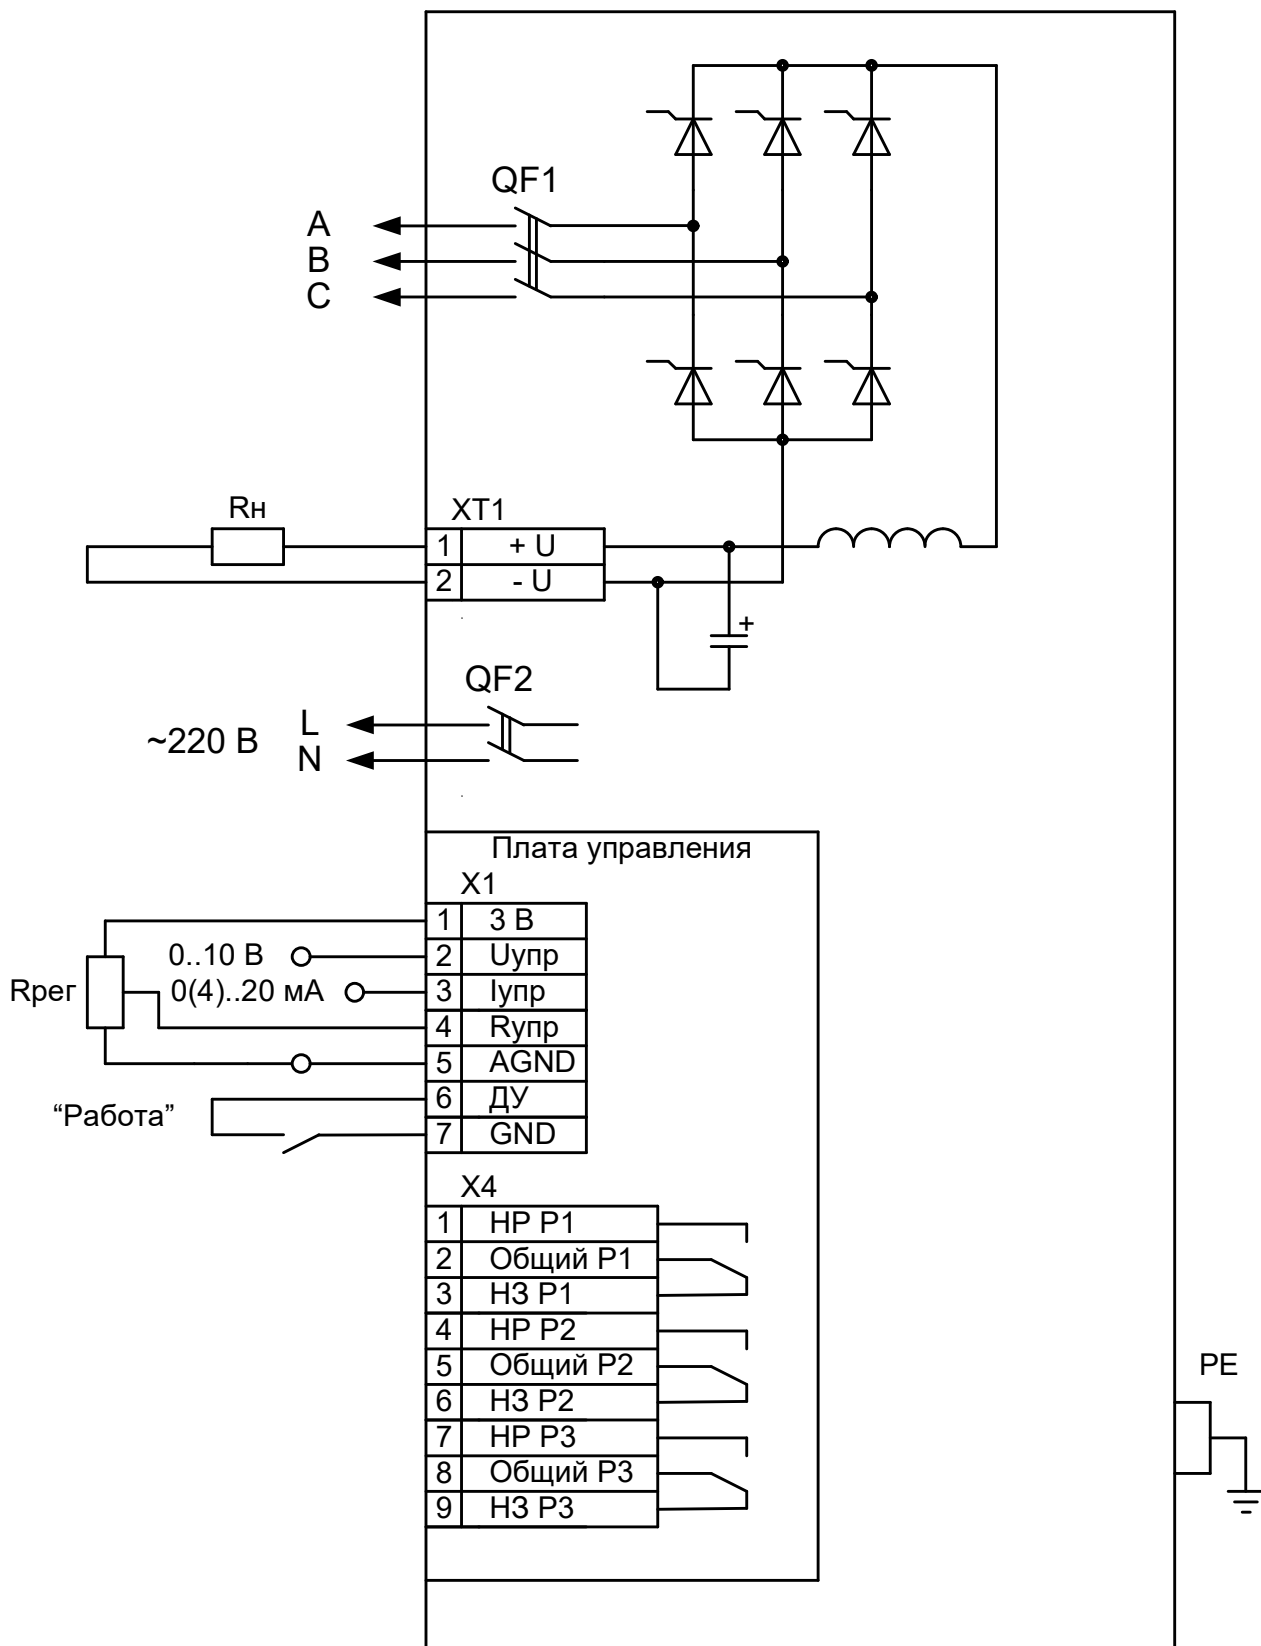 QF1
A
B
C
Rн
XT1
1 + U
2 - U
+
QF2
~220 В
L
N
Плата управления
X1
1 3 В
0..10 В 2 Uупр
Rрег 0(4)..20 мА 3 Iупр
4 Rупр
5 AGND
“Работа” 6 ДУ
7 GND
X4
1 НР Р1
2 Общий Р1
3 НЗ Р1
4 НР Р2
5 Общий Р2
6 НЗ Р2
7 НР Р3
8 Общий Р3
9 НЗ Р3
PE